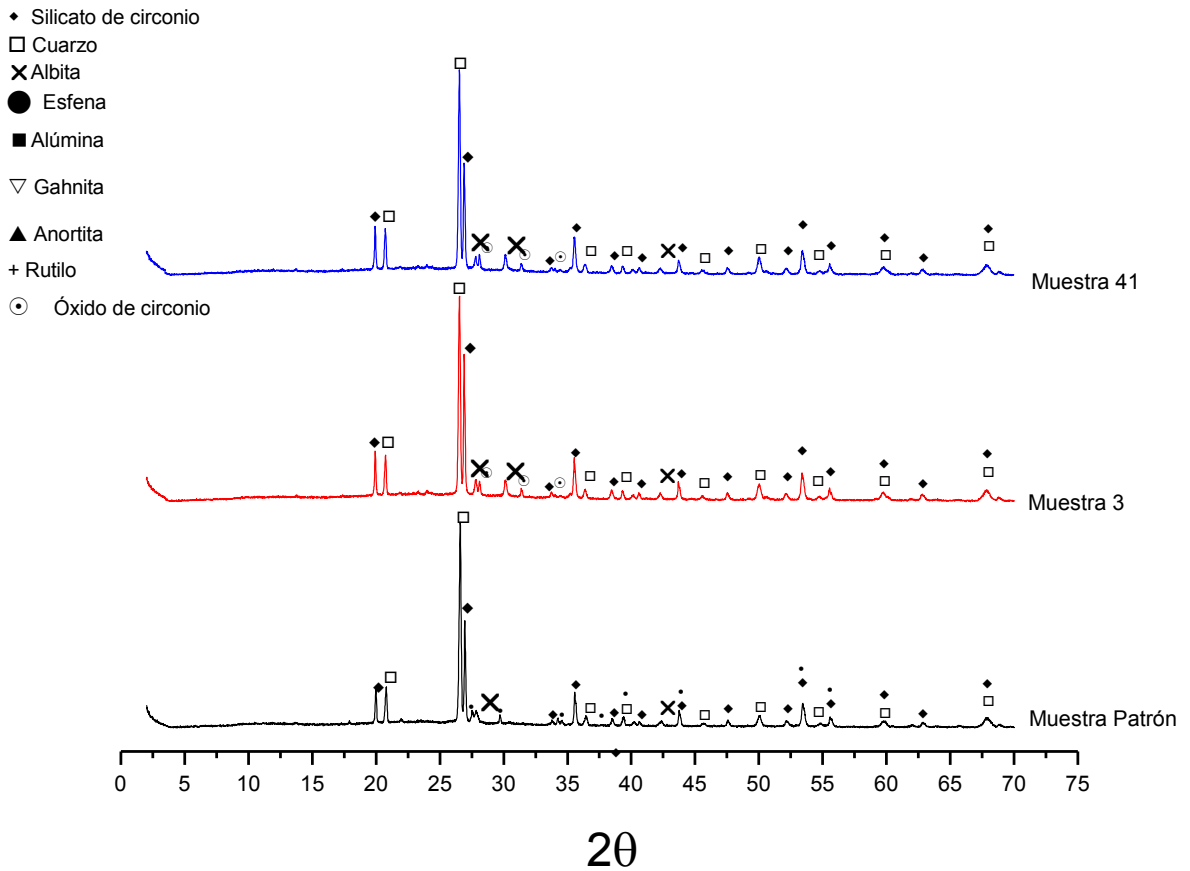 Silicato de circonio
Cuarzo
Albita
Esfena
Alúmina
Gahnita
Anortita
+ Rutilo
Óxido de circonio
Muestra 41
Muestra 3
Muestra Patrón
0 5 10 15 20 25 30 35 40 45 50 55 60 65 70 75
2θ